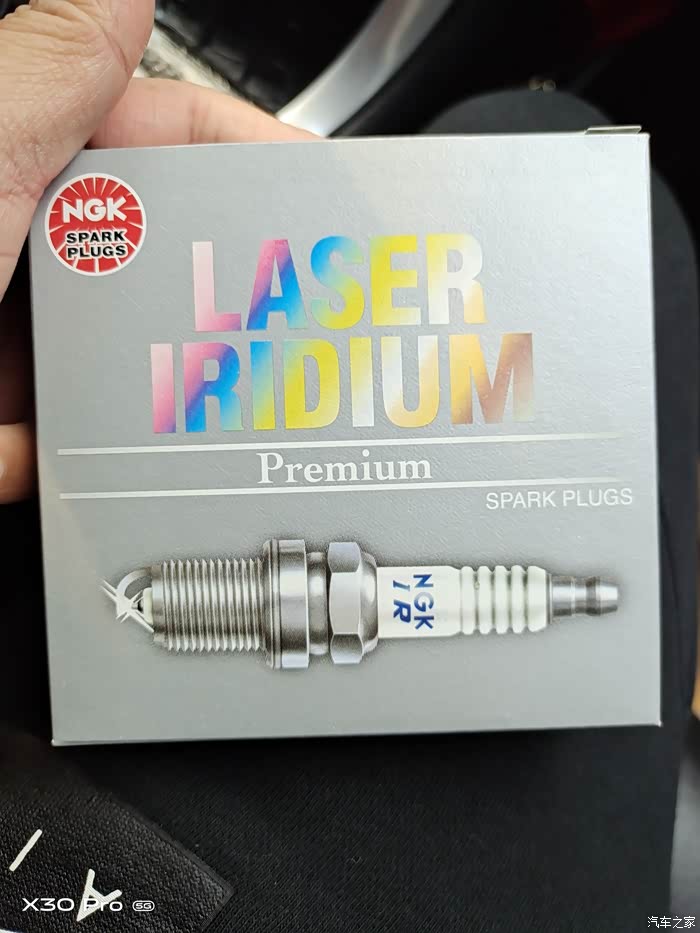 NGK
SPARK
PLUGS
LASER
IRIDIUM
Premium
SPARK PLUGS
NGK
IR
X30 Pro 5G
汽车之家